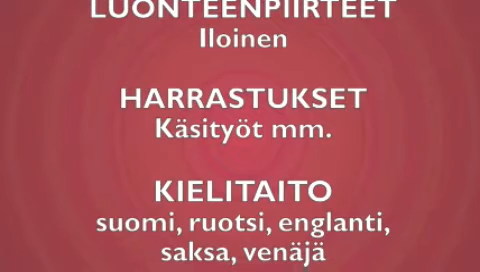 LUONTEENPIIRTEET
Iloinen
HARRASTUKSET
Käsityöt mm.
KIELITAITO
suomi, ruotsi, englanti,
saksa, venäjä